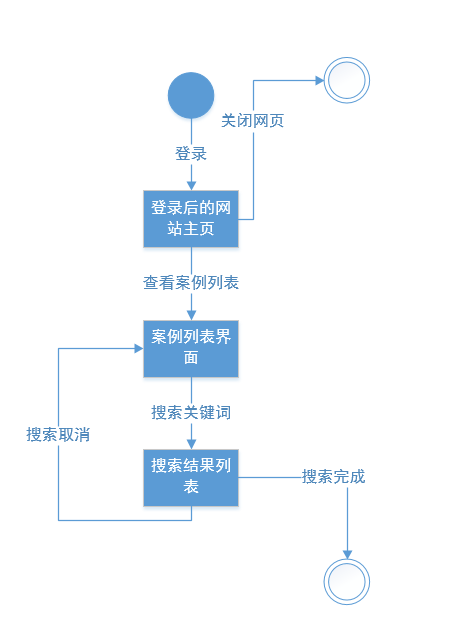 关闭网页
登录
登录后的网
站主页
查看案例列表
案例列表界
面
搜索关键词
搜索取消
搜索结果列
表
搜索完成